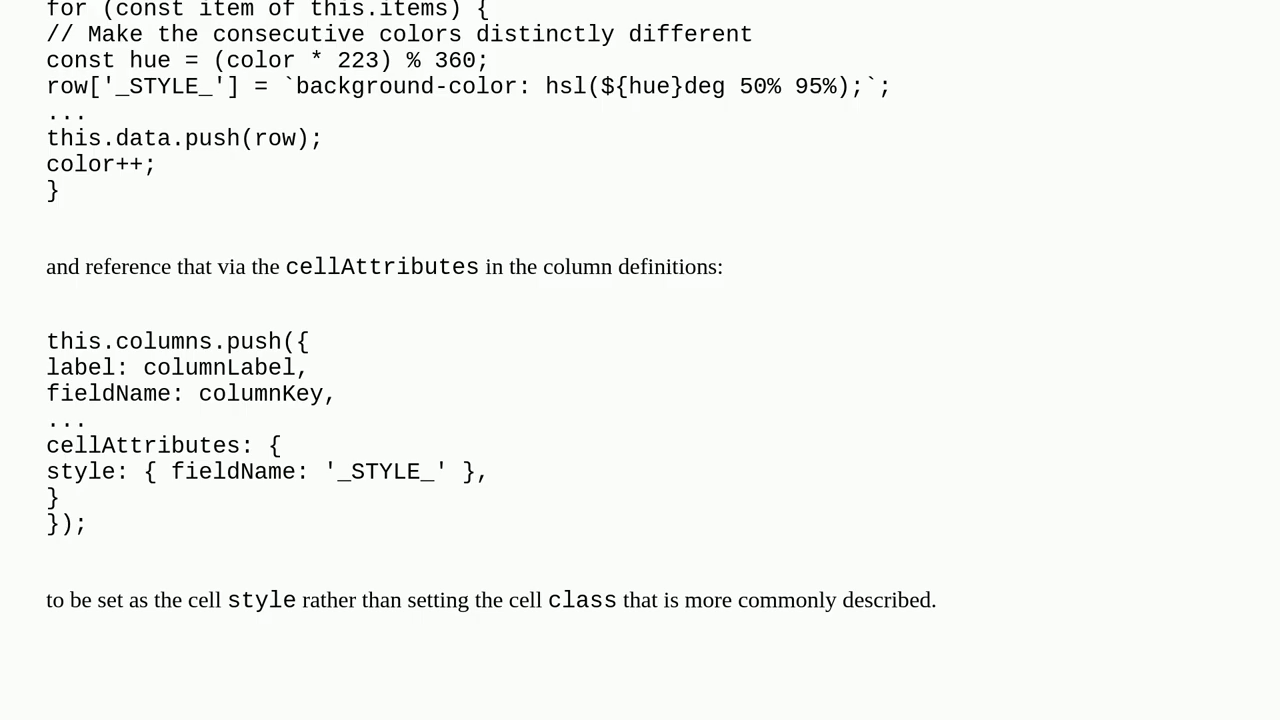 for (const item of this.items) {
// Make the consecutive colors distinctly different
const hue = (color * 223) % 360;
row['_STYLE_'] = `background-color: hsl(${hue}deg 50% 95%);`;
...
this.data.push(row);
color++;
}
and reference that via the cellAttributes in the column definitions:
this.columns.push({
label: columnLabel,
fieldName: columnKey,
...
cellAttributes: {
style: { fieldName: '_STYLE_' },
}
});
to be set as the cell style rather than setting the cell class that is more commonly described.